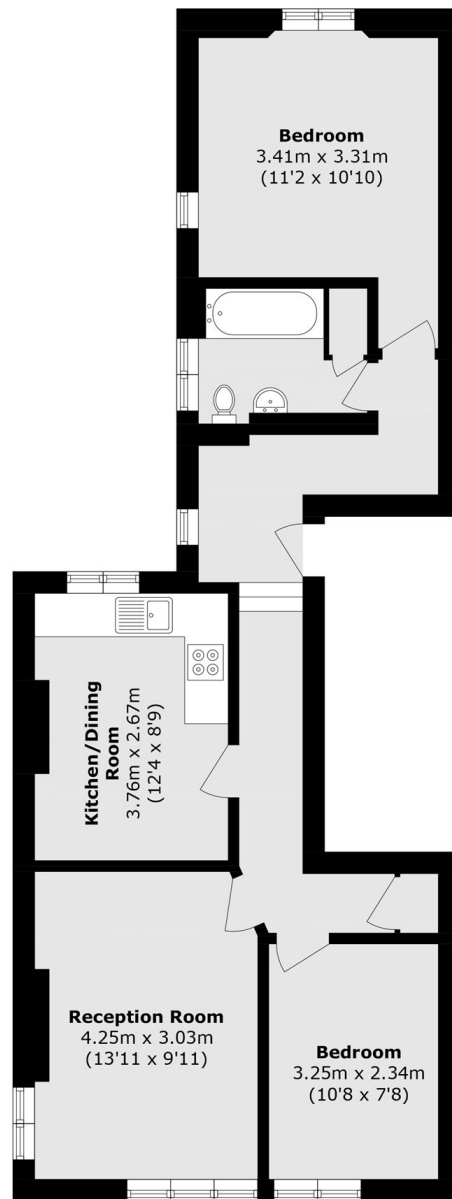 Bedroom
3.41m x 3.31m
(11'2 x 10'10)
Kitchen/Dining
Room
3.76m x 2.67m
(12'4 x 8'9)
Reception Room
4.25m x 3.03m
(13'11 x 9'11)
Bedroom
3.25m x 2.34m
(10'8 x 7'8)